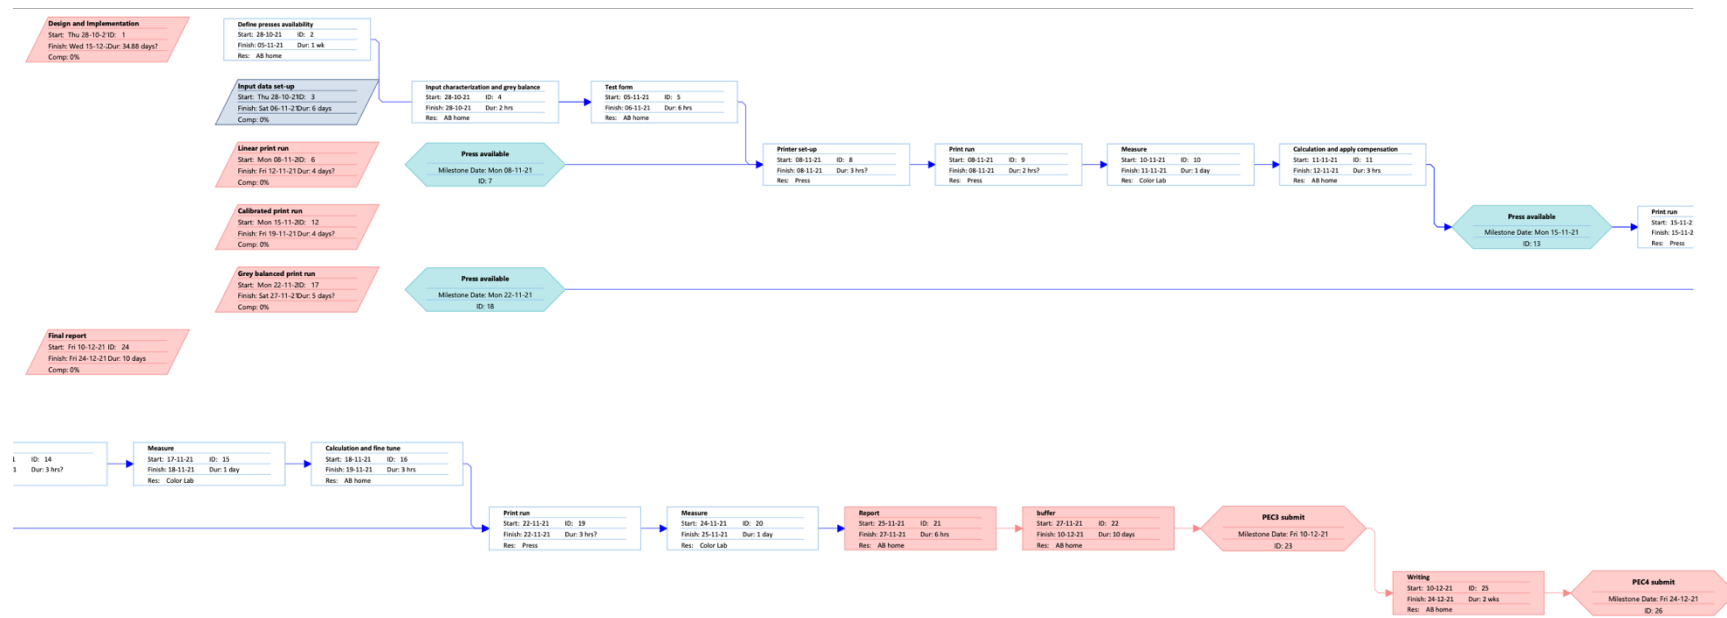 Design and Implementation
Start: Thu 28-10-21 ID: 1
Finish: Wed 15-12- Dur: 34.88 days?
Comp: 0%
Define presses availability
Start: 28-10-21 ID: 2
Finish: 05-11-21 Dur: 1 wk
Res: AB home
Input data set-up
Start: Thu 28-10-21 ID: 3
Finish: Sat 06-11-21 Dur: 6 days
Comp: 0%
Input characterization and grey balance
Start: 28-10-21 ID: 4
Finish: 28-10-21 Dur: 2 hrs
Res: AB home
Test form
Start: 05-11-21 ID: 5
Finish: 06-11-21 Dur: 6 hrs
Res: AB home
Linear print run
Start: Mon 08-11-2 ID: 6
Finish: Fri 12-11-21 Dur: 4 days?
Comp: 0%
Press available
Milestone Date: Mon 08-11-21
ID: 7
Printer set-up
Start: 08-11-21 ID: 8
Finish: 08-11-21 Dur: 3 hrs?
Res: Press
Print run
Start: 08-11-21 ID: 9
Finish: 08-11-21 Dur: 2 hrs?
Res: Press
Measure
Start: 10-11-21 ID: 10
Finish: 11-11-21 Dur: 1 day
Res: Color Lab
Calculation and apply compensation
Start: 11-11-21 ID: 11
Finish: 12-11-21 Dur: 3 hrs
Res: AB home
Calibrated print run
Start: Mon 15-11-2 ID: 12
Finish: Fri 19-11-21 Dur: 4 days?
Comp: 0%
Press available
Milestone Date: Mon 15-11-21
ID: 13
Print run
Start: 15-11-2
Finish: 15-11-2
Res: Press
Grey balanced print run
Start: Mon 22-11-2 ID: 17
Finish: Sat 27-11-21 Dur: 5 days?
Comp: 0%
Press available
Milestone Date: Mon 22-11-21
ID: 18
Final report
Start: Fri 10-12-21 ID: 24
Finish: Fri 24-12-21 Dur: 10 days
Comp: 0%
1 ID: 14
1 Dur: 3 hrs?
Measure
Start: 17-11-21 ID: 15
Finish: 18-11-21 Dur: 1 day
Res: Color Lab
Calculation and fine tune
Start: 18-11-21 ID: 16
Finish: 19-11-21 Dur: 3 hrs
Res: AB home
Print run
Start: 22-11-21 ID: 19
Finish: 22-11-21 Dur: 3 hrs?
Res: Press
Measure
Start: 24-11-21 ID: 20
Finish: 25-11-21 Dur: 1 day
Res: Color Lab
Report
Start: 25-11-21 ID: 21
Finish: 27-11-21 Dur: 6 hrs
Res: AB home
buffer
Start: 27-11-21 ID: 22
Finish: 10-12-21 Dur: 10 days
Res: AB home
PEC3 submit
Milestone Date: Fri 10-12-21
ID: 23
Writing
Start: 10-12-21 ID: 25
Finish: 24-12-21 Dur: 2 wks
Res: AB home
PEC4 submit
Milestone Date: Fri 24-12-21
ID: 26